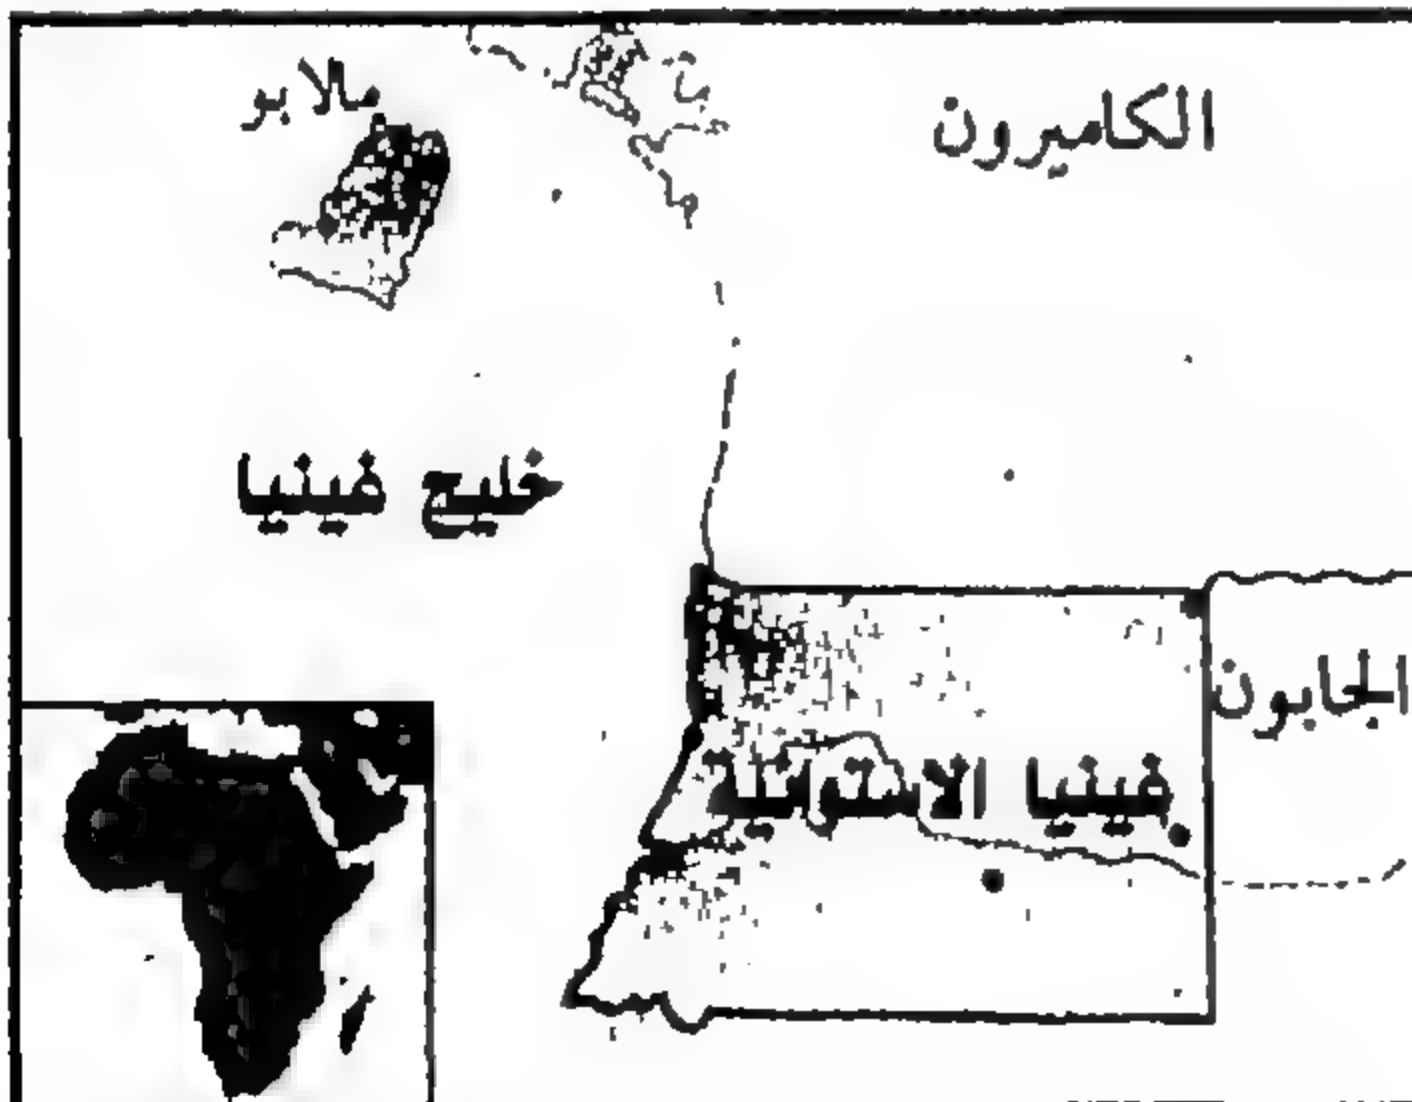 مالابو
الكاميرون
خليج غينيا
الجابون
غينيا الاستوائية